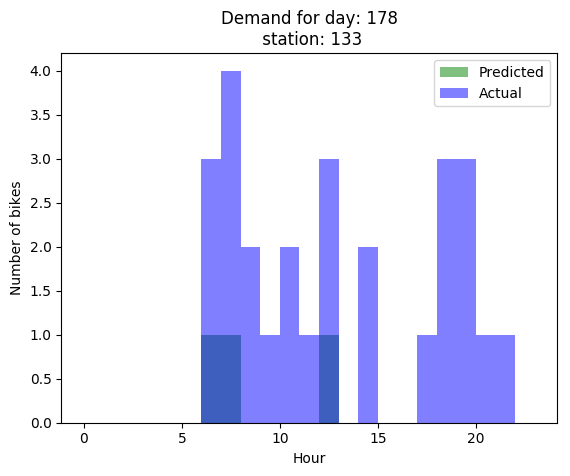 Demand for day: 178
station: 133
Predicted
Actual
4.0
3.5
3.0
2.5
2.0
1.5
1.0
0.5
0.0
Number of bikes
0 5 10 15 20
Hour